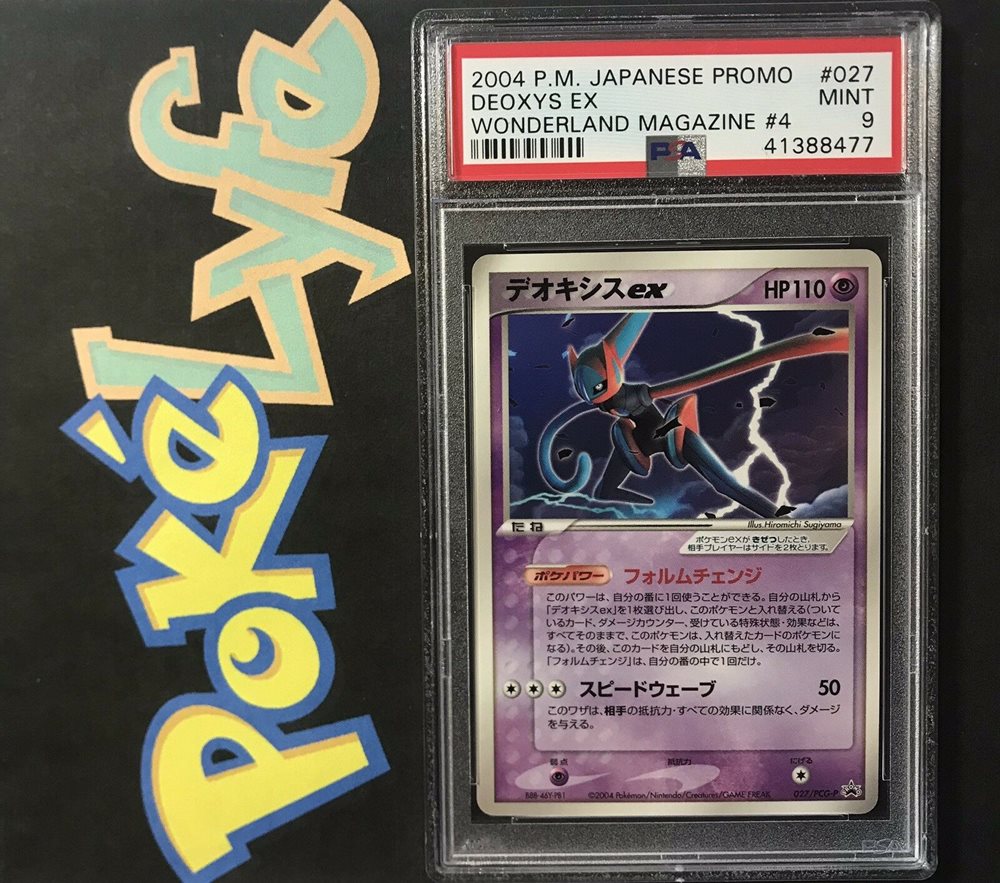 PokéLyfe
2004 P.M. JAPANESE PROMO #027
DEOXYS EX MINT
WONDERLAND MAGAZINE #4 9
PSA 41388477
デオキシスex HP110
たね Illus.Hiromichi Sugiyama
ポケモンexが きぜつしたとき、
相手プレイヤーはサイドを2枚とります。
ポケパワー フォルムチェンジ
このパワーは、自分の番に1回使うことができる。自分の山札から
「デオキシスex」を1枚選び出し、このポケモンと入れ替える(ついて
いるカード、ダメージカウンター、受けている特殊状態・効果などは、
すべてそのままで、このポケモンは、入れ替えたカードのポケモンに
なる)。その後、このカードを自分の山札にもどし、その山札を切る。
「フォルムチェンジ」は、自分の番の中で1回だけ。
スピードウェーブ 50
このワザは、相手の抵抗力・すべての効果に関係なく、ダメージ
を与える。
弱点 抵抗力 にげる
B8B-46Y-PB1 ©2004 Pokémon/Nintendo/Creatures/GAME FREAK 027/PCG-P
PSA